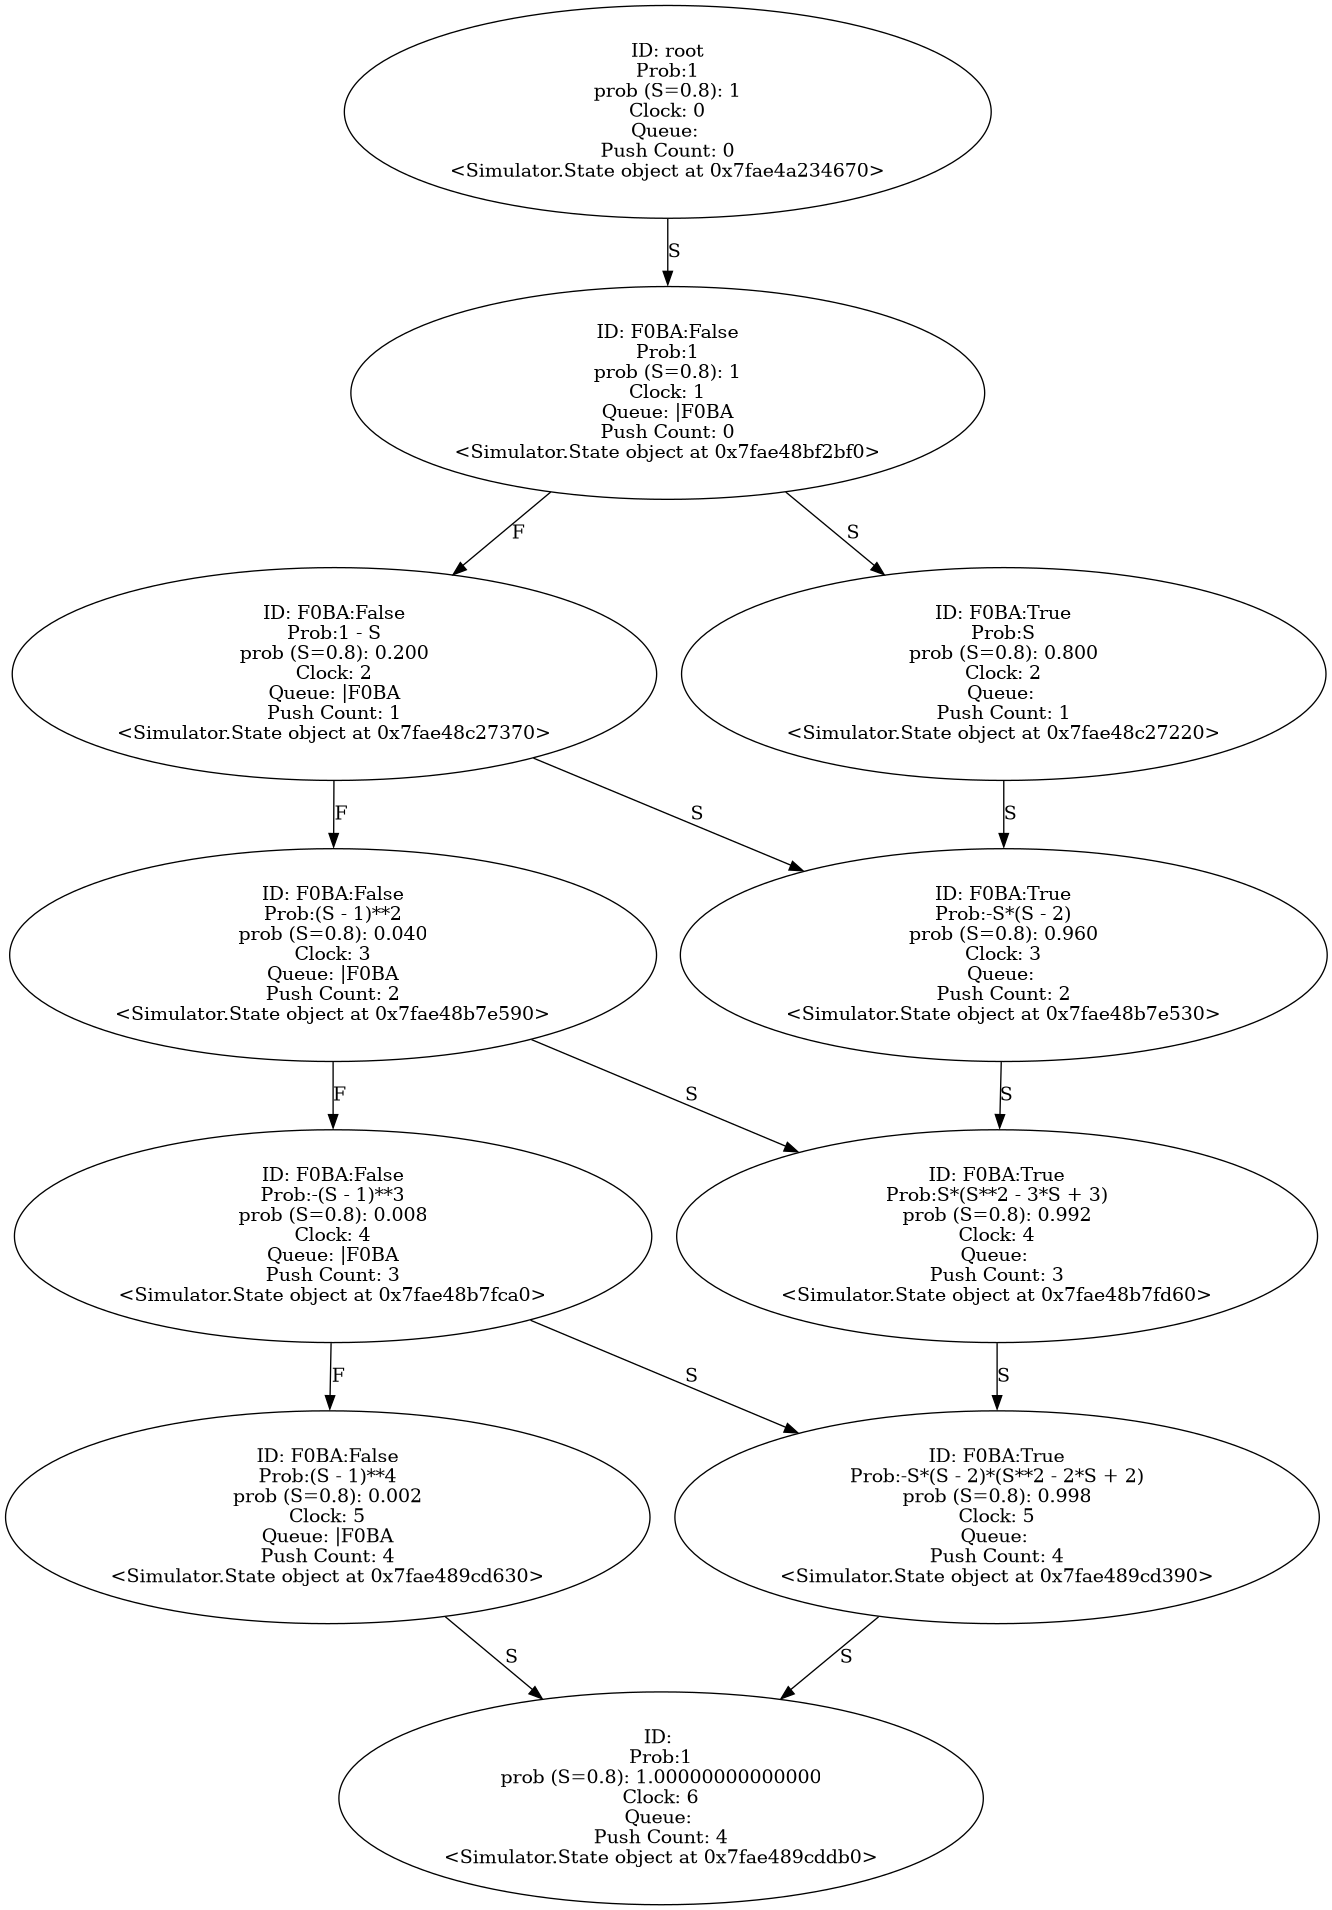 ID: root
Prob:1
prob (S=0.8): 1
Clock: 0
Queue:
Push Count: 0
<Simulator.State object at 0x7fae4a234670>
S
ID: F0BA:False
Prob:1
prob (S=0.8): 1
Clock: 1
Queue: |F0BA
Push Count: 0
<Simulator.State object at 0x7fae48bf2bf0>
F
S
ID: F0BA:False
Prob:1 - S
prob (S=0.8): 0.200
Clock: 2
Queue: |F0BA
Push Count: 1
<Simulator.State object at 0x7fae48c27370>
ID: F0BA:True
Prob:S
prob (S=0.8): 0.800
Clock: 2
Queue:
Push Count: 1
<Simulator.State object at 0x7fae48c27220>
F
S
S
ID: F0BA:False
Prob:(S - 1)**2
prob (S=0.8): 0.040
Clock: 3
Queue: |F0BA
Push Count: 2
<Simulator.State object at 0x7fae48b7e590>
ID: F0BA:True
Prob:-S*(S - 2)
prob (S=0.8): 0.960
Clock: 3
Queue:
Push Count: 2
<Simulator.State object at 0x7fae48b7e530>
F
S
S
ID: F0BA:False
Prob:-(S - 1)**3
prob (S=0.8): 0.008
Clock: 4
Queue: |F0BA
Push Count: 3
<Simulator.State object at 0x7fae48b7fca0>
ID: F0BA:True
Prob:S*(S**2 - 3*S + 3)
prob (S=0.8): 0.992
Clock: 4
Queue:
Push Count: 3
<Simulator.State object at 0x7fae48b7fd60>
F
S
S
ID: F0BA:False
Prob:(S - 1)**4
prob (S=0.8): 0.002
Clock: 5
Queue: |F0BA
Push Count: 4
<Simulator.State object at 0x7fae489cd630>
ID: F0BA:True
Prob:-S*(S - 2)*(S**2 - 2*S + 2)
prob (S=0.8): 0.998
Clock: 5
Queue:
Push Count: 4
<Simulator.State object at 0x7fae489cd390>
S
S
ID:
Prob:1
prob (S=0.8): 1.00000000000000
Clock: 6
Queue:
Push Count: 4
<Simulator.State object at 0x7fae489cddb0>